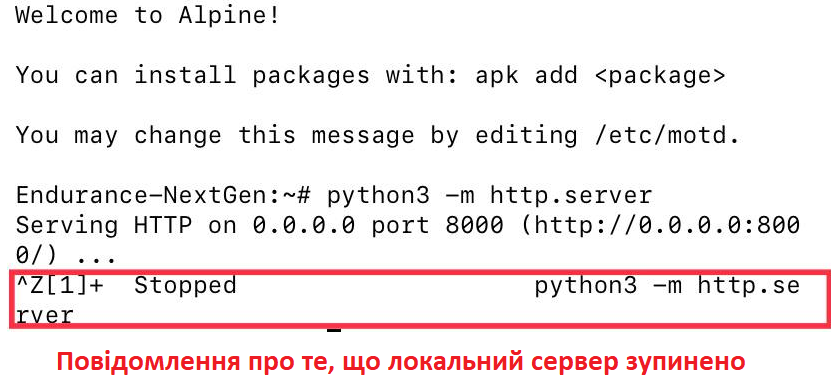 Welcome to Alpine!
You can install packages with: apk add <package>
You may change this message by editing /etc/motd.
Endurance-NextGen:~# python3 -m http.server
Serving HTTP on 0.0.0.0 port 8000 (http://0.0.0.0:800
0/) ...
^Z[1]+  Stopped                    python3 -m http.se
rver
Повідомлення про те, що локальний сервер зупинено